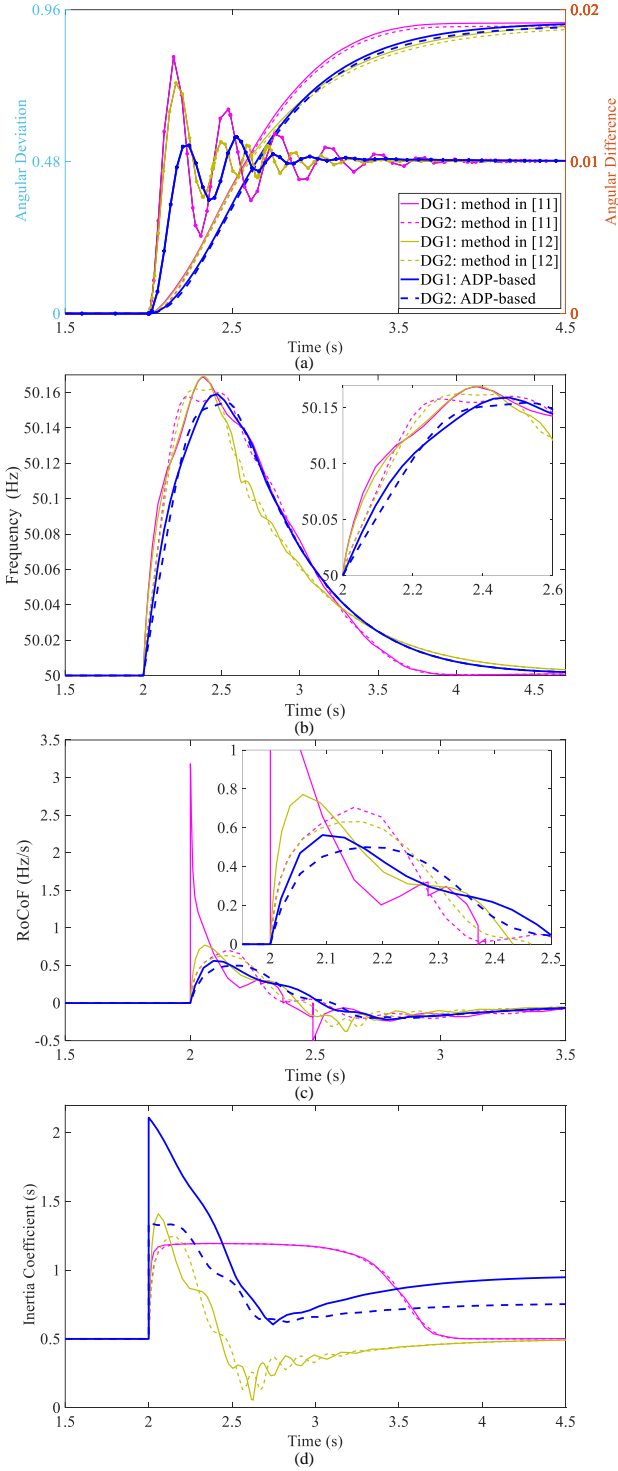 0.96
0.02
Angular Deviation
0.48
0.01
Angular Difference
DG1: method in [11]
DG2: method in [11]
DG1: method in [12]
DG2: method in [12]
DG1: ADP-based
DG2: ADP-based
0
0
1.5 2 2.5 3 3.5 4 4.5
Time (s)
(a)
50.16
50.14
50.12
50.1
50.08
50.06
50.04
50.02
50
Frequency (Hz)
50.15
50.1
50.05
50
2 2.2 2.4 2.6
1.5 2 2.5 3 3.5 4 4.5
Time (s)
(b)
3.5
3
2.5
2
1.5
1
0.5
0
-0.5
RoCoF (Hz/s)
1
0.8
0.6
0.4
0.2
0
2 2.1 2.2 2.3 2.4 2.5
1.5 2 2.5 3 3.5
Time (s)
(c)
2
1.5
1
0.5
0
Inertia Coefficient (s)
1.5 2 2.5 3 3.5 4 4.5
Time (s)
(d)